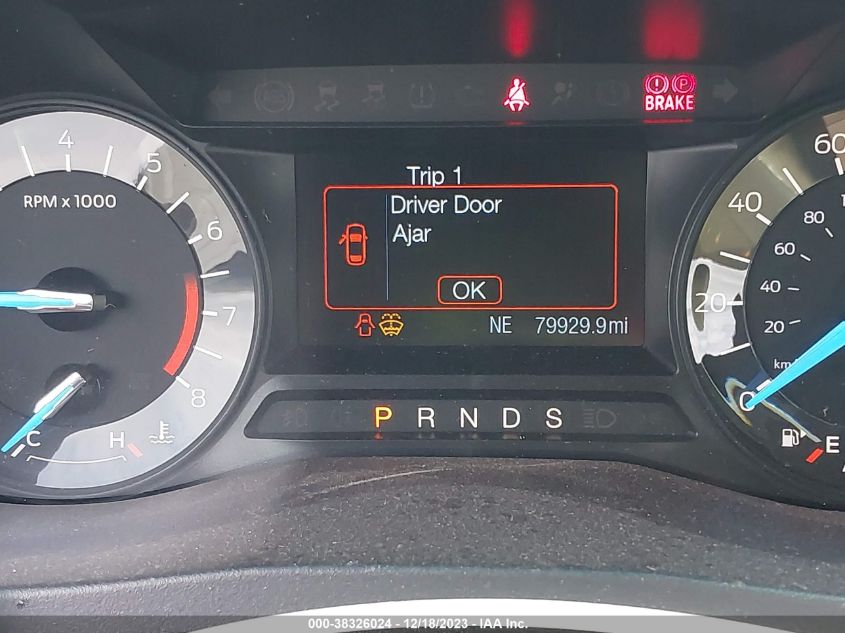 BRAKE
Trip 1
Driver Door
Ajar
OK
NE 79929.9mi
4
5
6
7
8
RPM x 1000
C H
60
40
20
0
80
60
40
20
E
P R N D S
000-38326024 - 12/18/2023 - IAA Inc.